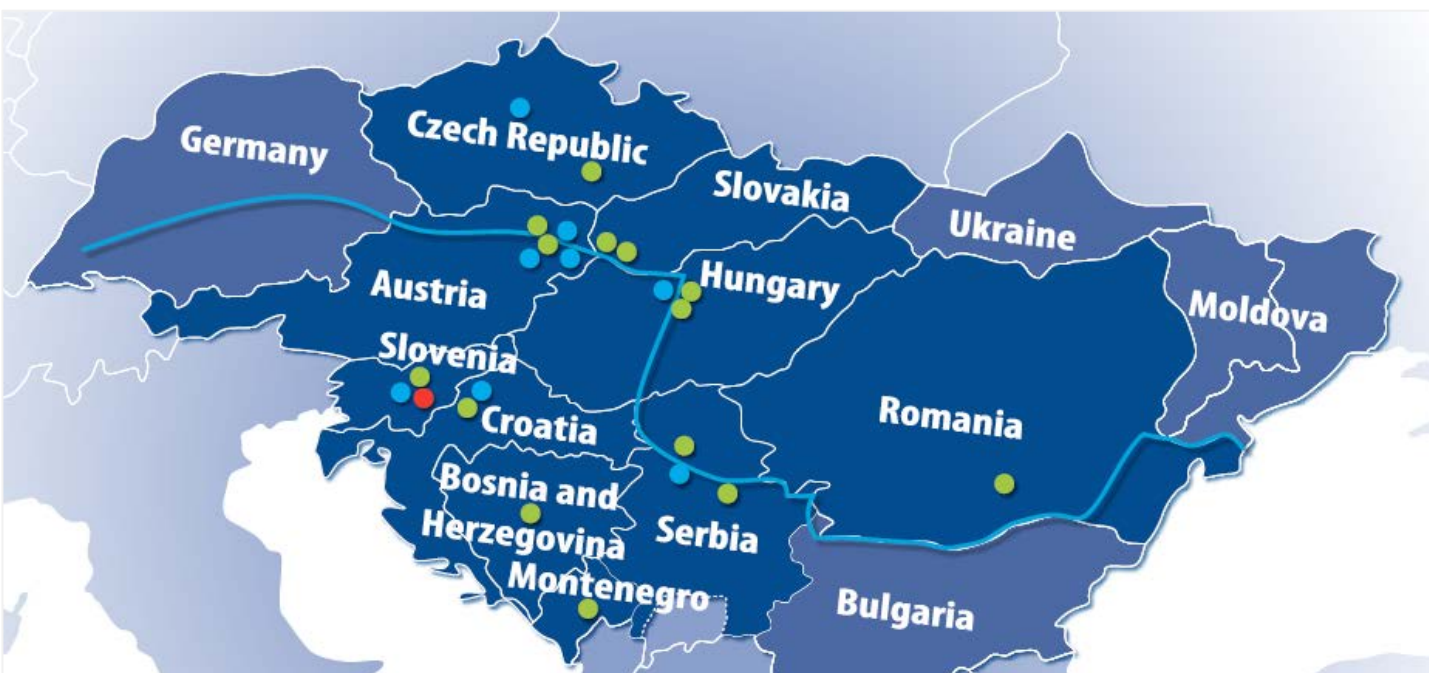 Germany
Czech Republic
Slovakia
Ukraine
Austria
Hungary
Moldova
Slovenia
Croatia
Romania
Bosnia and
Herzegovina
Serbia
Montenegro
Bulgaria